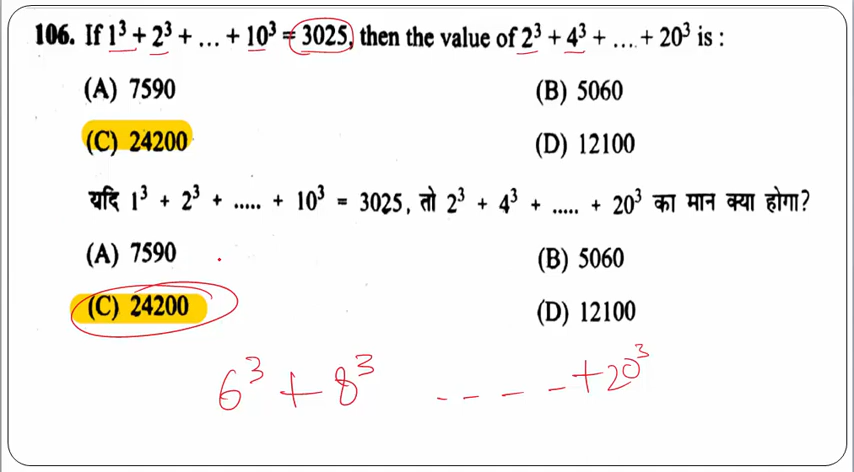 106. If 1³ + 2³ + ... + 10³ = 3025, then the value of 2³ + 4³ + .... + 20³ is :
(A) 7590 (B) 5060
(C) 24200 (D) 12100
यदि 1³ + 2³ + ..... + 10³ = 3025, तो 2³ + 4³ + ..... + 20³ का मान क्या होगा?
(A) 7590 (B) 5060
(C) 24200 (D) 12100
6³ + 8³ - - - - + 20³